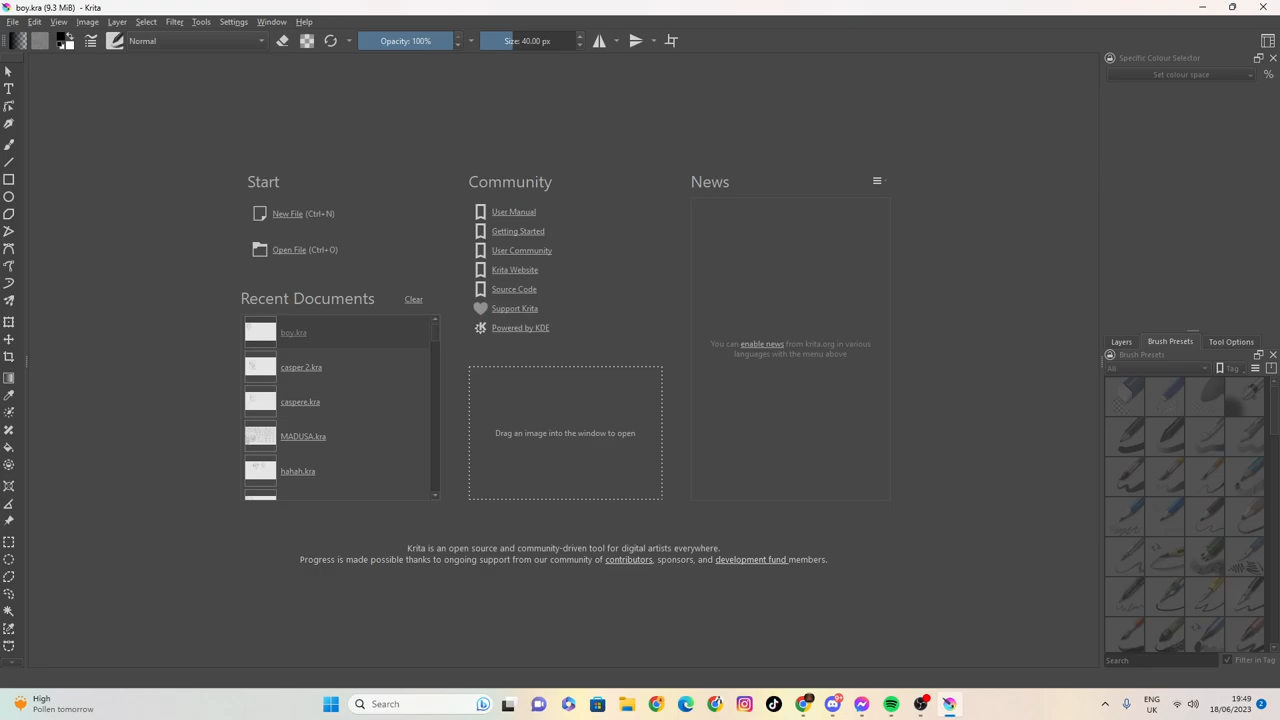 boy.kra (9.3 MiB) - Krita
File Edit View Image Layer Select Filter Tools Settings Window Help
Normal Opacity: 100% Size: 40.00 px
Specific Colour Selector
Set colour space %
Start
New File (Ctrl+N)
Open File (Ctrl+O)
Recent Documents Clear
boy.kra
casper 2.kra
caspere.kra
MADUSA.kra
hahah.kra
Community
User Manual
Getting Started
User Community
Krita Website
Source Code
Support Krita
Powered by KDE
Drag an image into the window to open
News
You can enable news from krita.org in various
languages with the menu above
Krita is an open source and community-driven tool for digital artists everywhere.
Progress is made possible thanks to ongoing support from our community of contributors, sponsors, and development fund members.
Layers Brush Presets Tool Options
Brush Presets
All Tag
Search Filter in Tag
High
Pollen tomorrow
Search
ENG
UK
19:49
18/06/2023
2